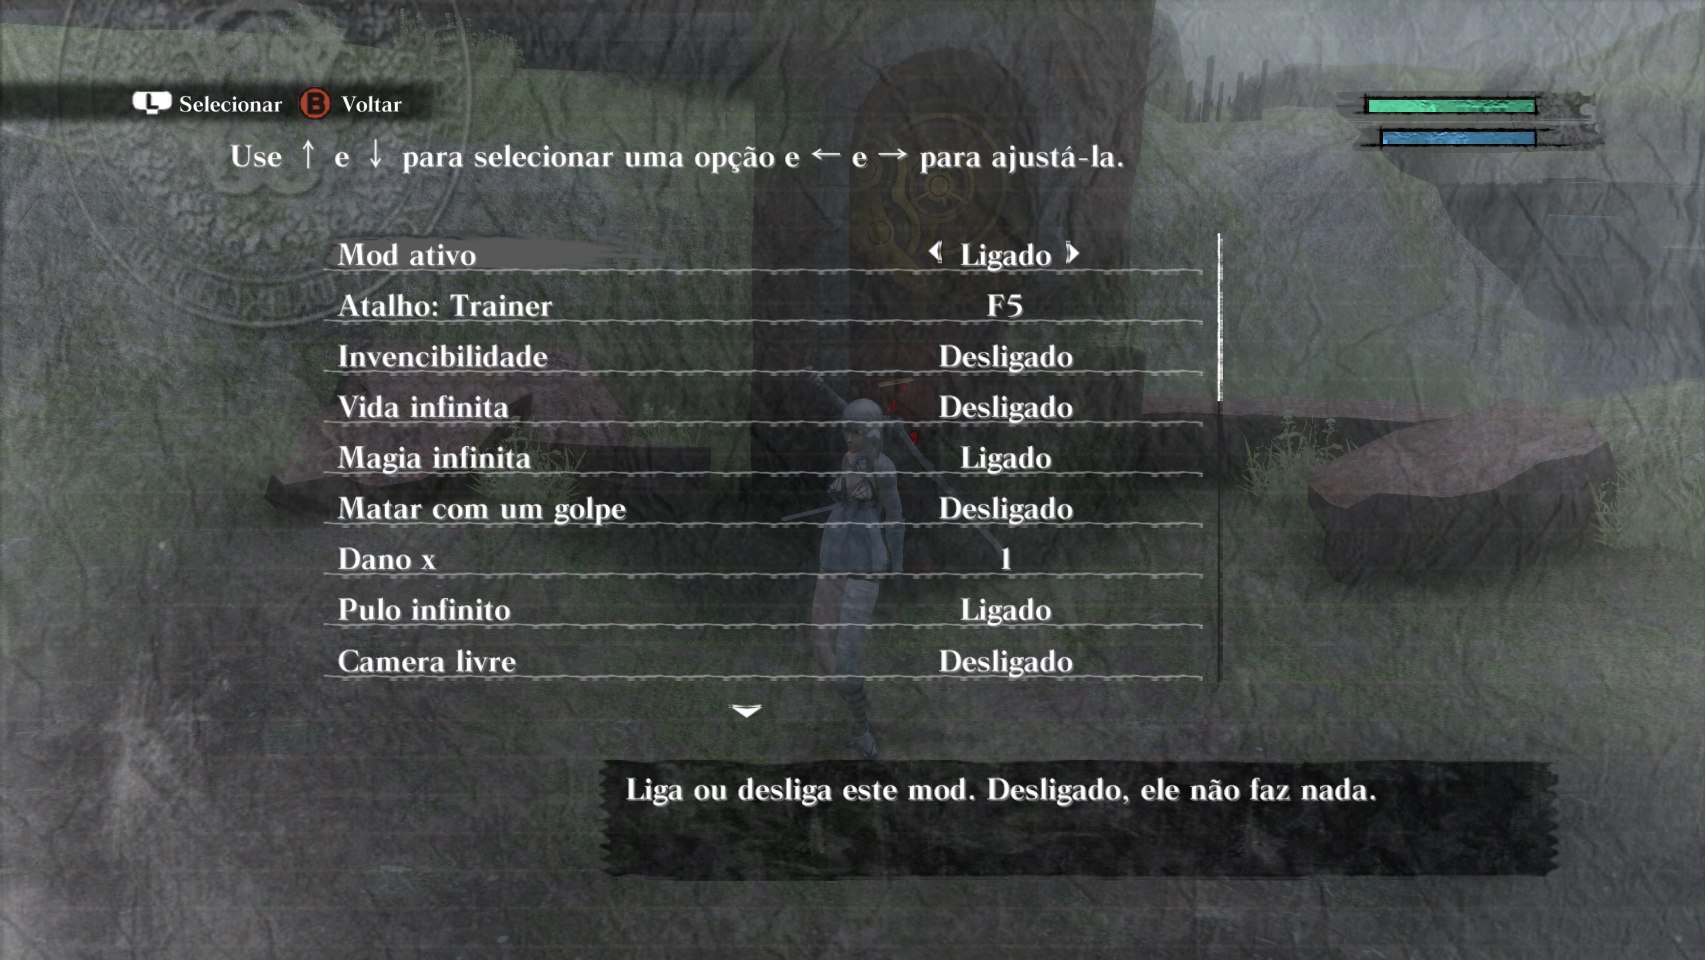 L Selecionar B Voltar
Use ↑ e ↓ para selecionar uma opção e ← e → para ajustá-la.
Mod ativo Ligado
Atalho: Trainer F5
Invencibilidade Desligado
Vida infinita Desligado
Magia infinita Ligado
Matar com um golpe Desligado
Dano x 1
Pulo infinito Ligado
Camera livre Desligado
Liga ou desliga este mod. Desligado, ele não faz nada.